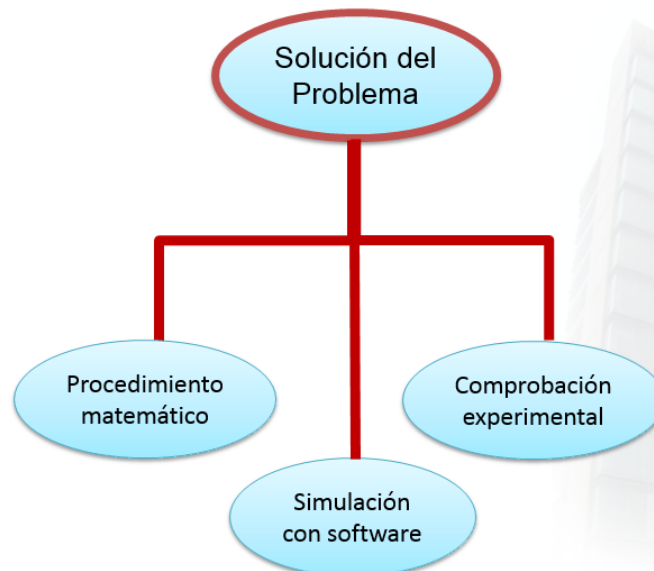 Solución del
Problema
Procedimiento
matemático
Comprobación
experimental
Simulación
con software